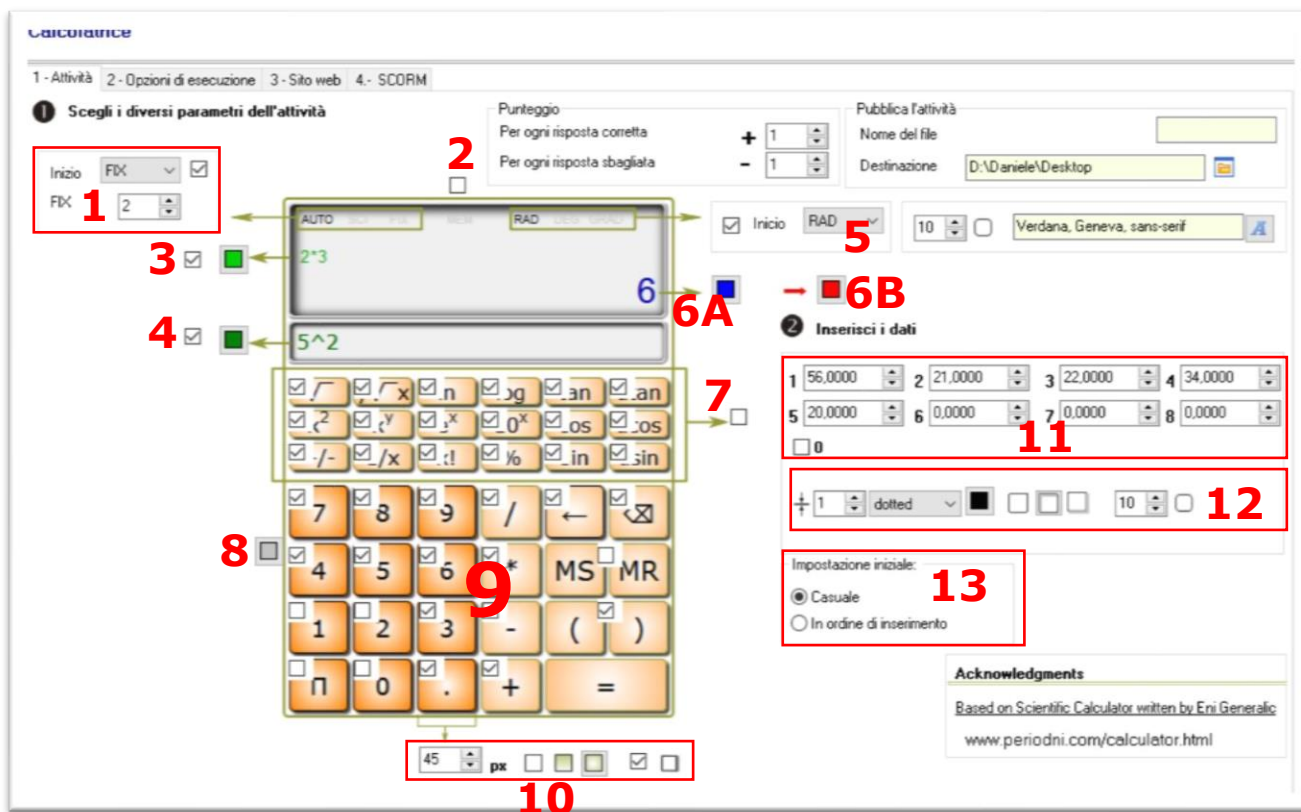 Calcolatrice
1 - Attività 2 - Opzioni di esecuzione 3 - Sito web 4.- SCORM
1 Scegli i diversi parametri dell'attività
Punteggio
Per ogni risposta corretta + 1
Per ogni risposta sbagliata - 1
Pubblica l'attività
Nome del file
Destinazione D:\Daniele\Desktop
Inizio FIX
FIX 2
1
2
AUTO SCI FIX MEM RAD DEG GRAD
Inicio RAD
5
10 Verdana, Geneva, sans-serif A
3
2*3
6
6A
6B
4
5^2
2 Inserisci i dati
1 56,0000 2 21,0000 3 22,0000 4 34,0000
5 20,0000 6 0,0000 7 0,0000 8 0,0000
0
11
7
1 dotted 10
12
7 8 9 / ←
8
4 5 6 * MS MR
9
1 2 3 - ( )
Π 0 . + =
Impostazione iniziale:
Casuale
In ordine di inserimento
13
45 px
10
Acknowledgments
Based on Scientific Calculator written by Eni Generalic
www.periodni.com/calculator.html